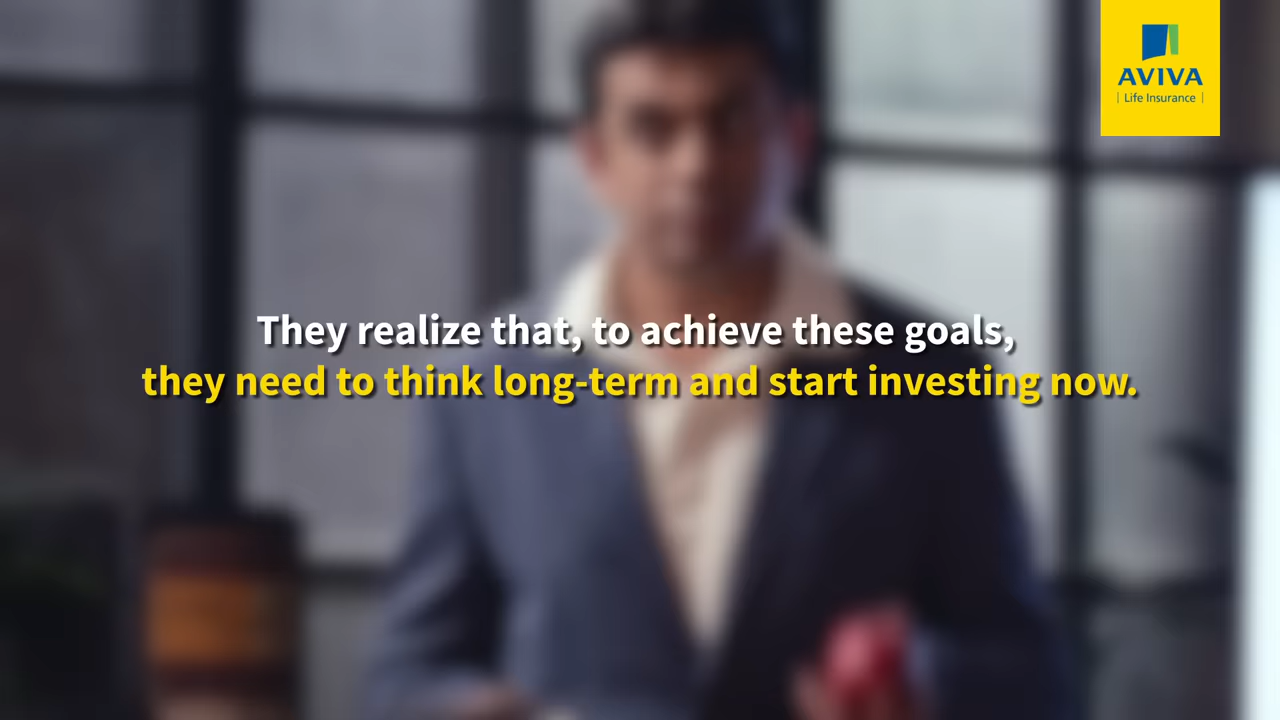 AVIVA
| Life Insurance |
They realize that, to achieve these goals,
they need to think long-term and start investing now.